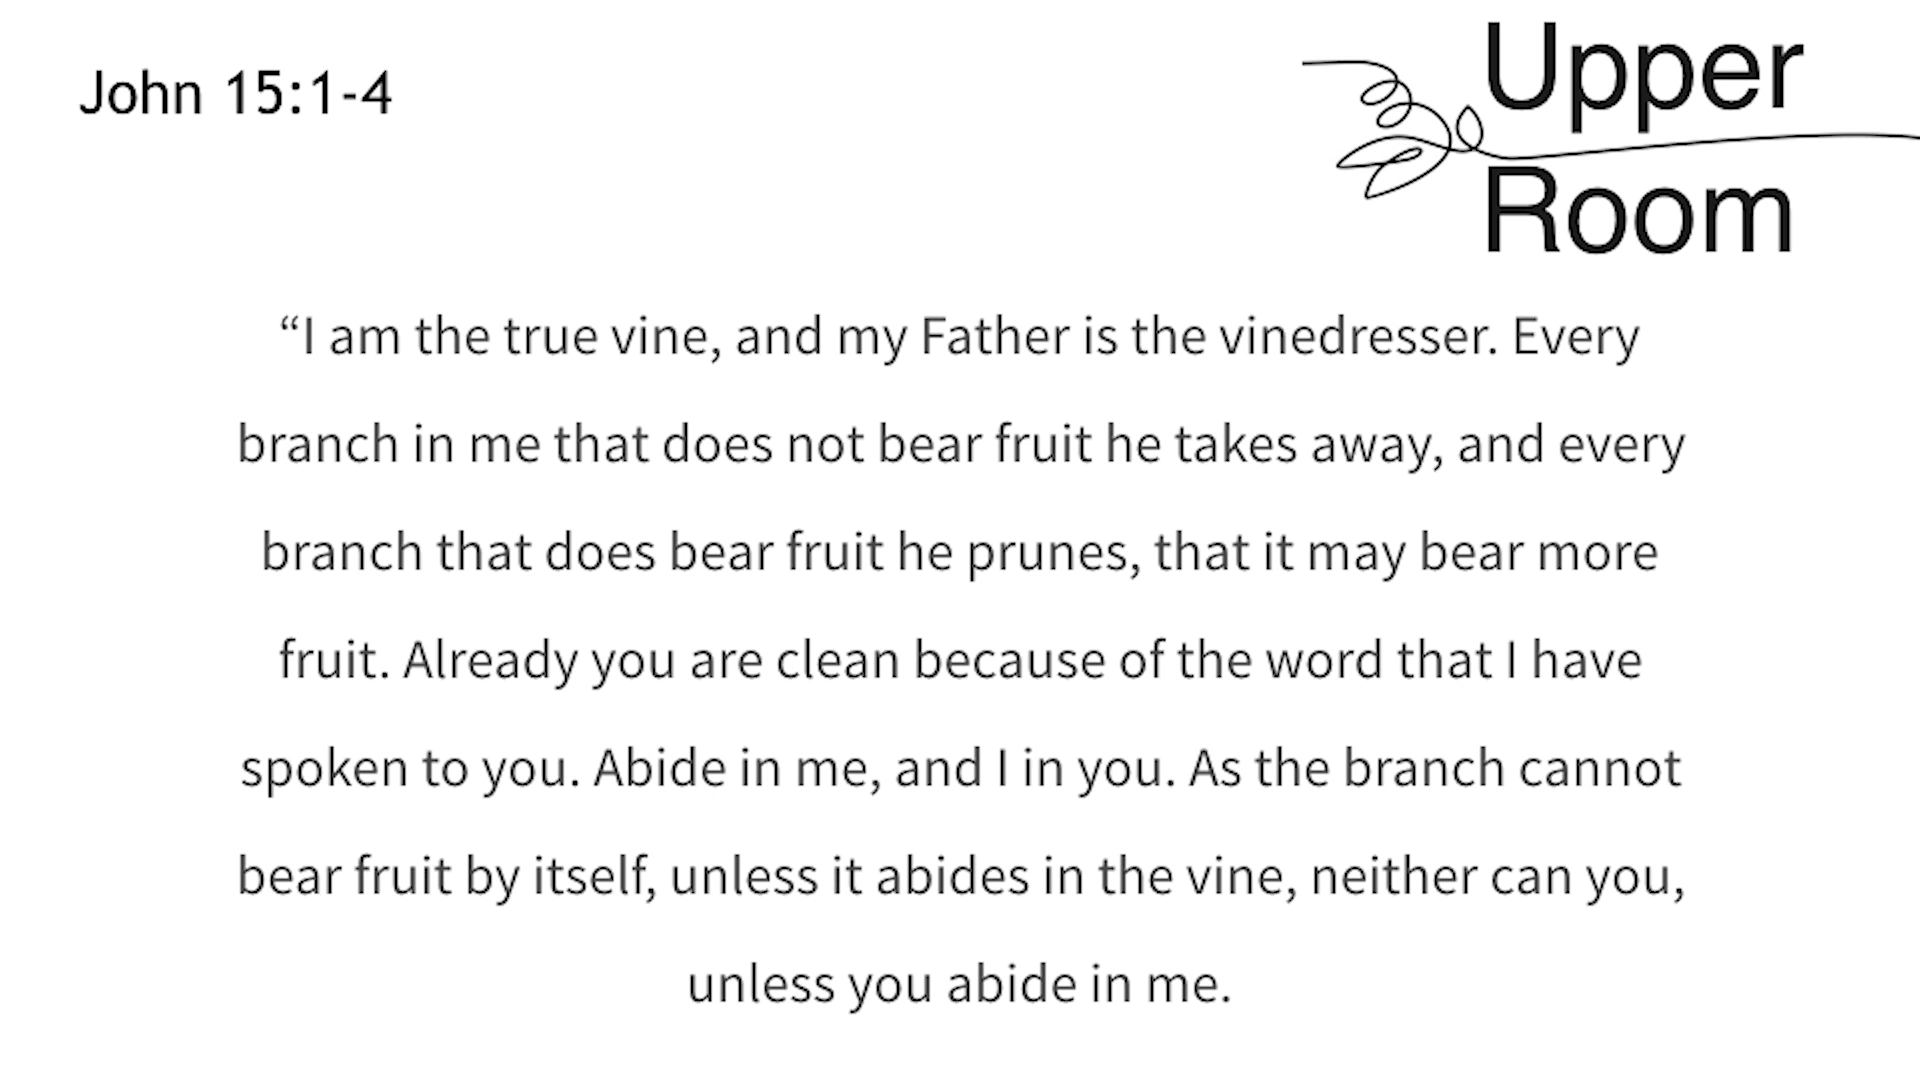 John 15:1-4
Upper
Room
“I am the true vine, and my Father is the vinedresser. Every
branch in me that does not bear fruit he takes away, and every
branch that does bear fruit he prunes, that it may bear more
fruit. Already you are clean because of the word that I have
spoken to you. Abide in me, and I in you. As the branch cannot
bear fruit by itself, unless it abides in the vine, neither can you,
unless you abide in me.